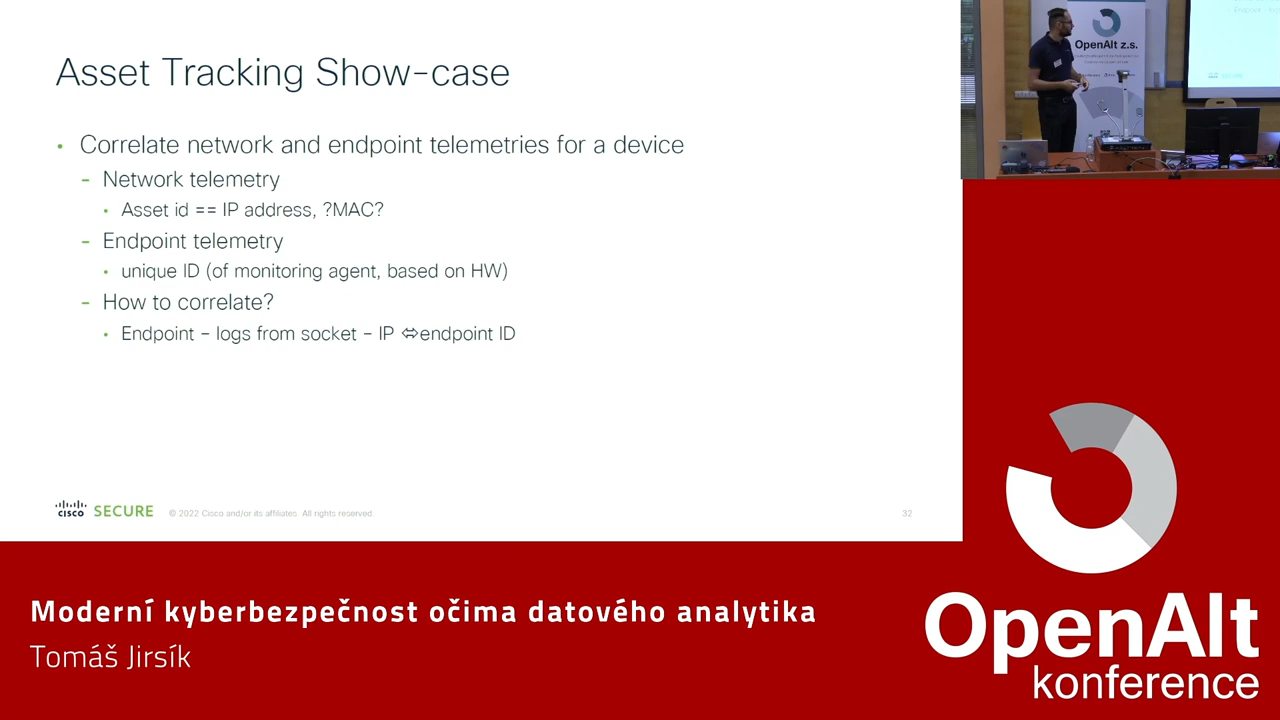 Asset Tracking Show-case
• Correlate network and endpoint telemetries for a device
- Network telemetry
• Asset id == IP address, ?MAC?
- Endpoint telemetry
• unique ID (of monitoring agent, based on HW)
- How to correlate?
• Endpoint – logs from socket – IP ⇔endpoint ID
CISCO SECURE © 2022 Cisco and/or its affiliates. All rights reserved.
32
OpenAlt z.s.
Moderní kyberbezpečnost očima datového analytika
Tomáš Jirsík
OpenAlt
konference